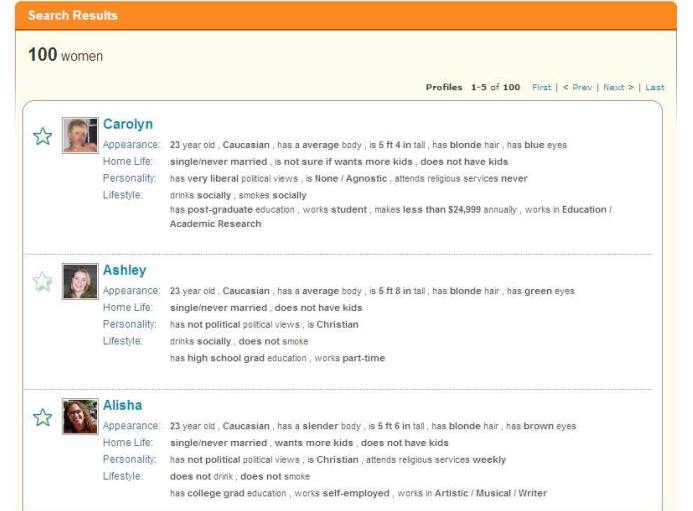 Search Results
100 women
Profiles 1-5 of 100 First | < Prev | Next > | Last
Carolyn
Appearance: 23 year old , Caucasian , has a average body , is 5 ft 4 in tall , has blonde hair , has blue eyes
Home Life: single/never married , is not sure if wants more kids , does not have kids
Personality: has very liberal political views , is None / Agnostic , attends religious services never
Lifestyle: drinks socially , smokes socially
has post-graduate education , works student , makes less than $24,999 annually , works in Education /
Academic Research
Ashley
Appearance: 23 year old , Caucasian , has a average body , is 5 ft 8 in tall , has blonde hair , has green eyes
Home Life: single/never married , does not have kids
Personality: has not political political views , is Christian
Lifestyle: drinks socially , does not smoke
has high school grad education , works part-time
Alisha
Appearance: 23 year old , Caucasian , has a slender body , is 5 ft 6 in tall , has blonde hair , has brown eyes
Home Life: single/never married , wants more kids , does not have kids
Personality: has not political political views , is Christian , attends religious services weekly
Lifestyle: does not drink , does not smoke
has college grad education , works self-employed , works in Artistic / Musical / Writer